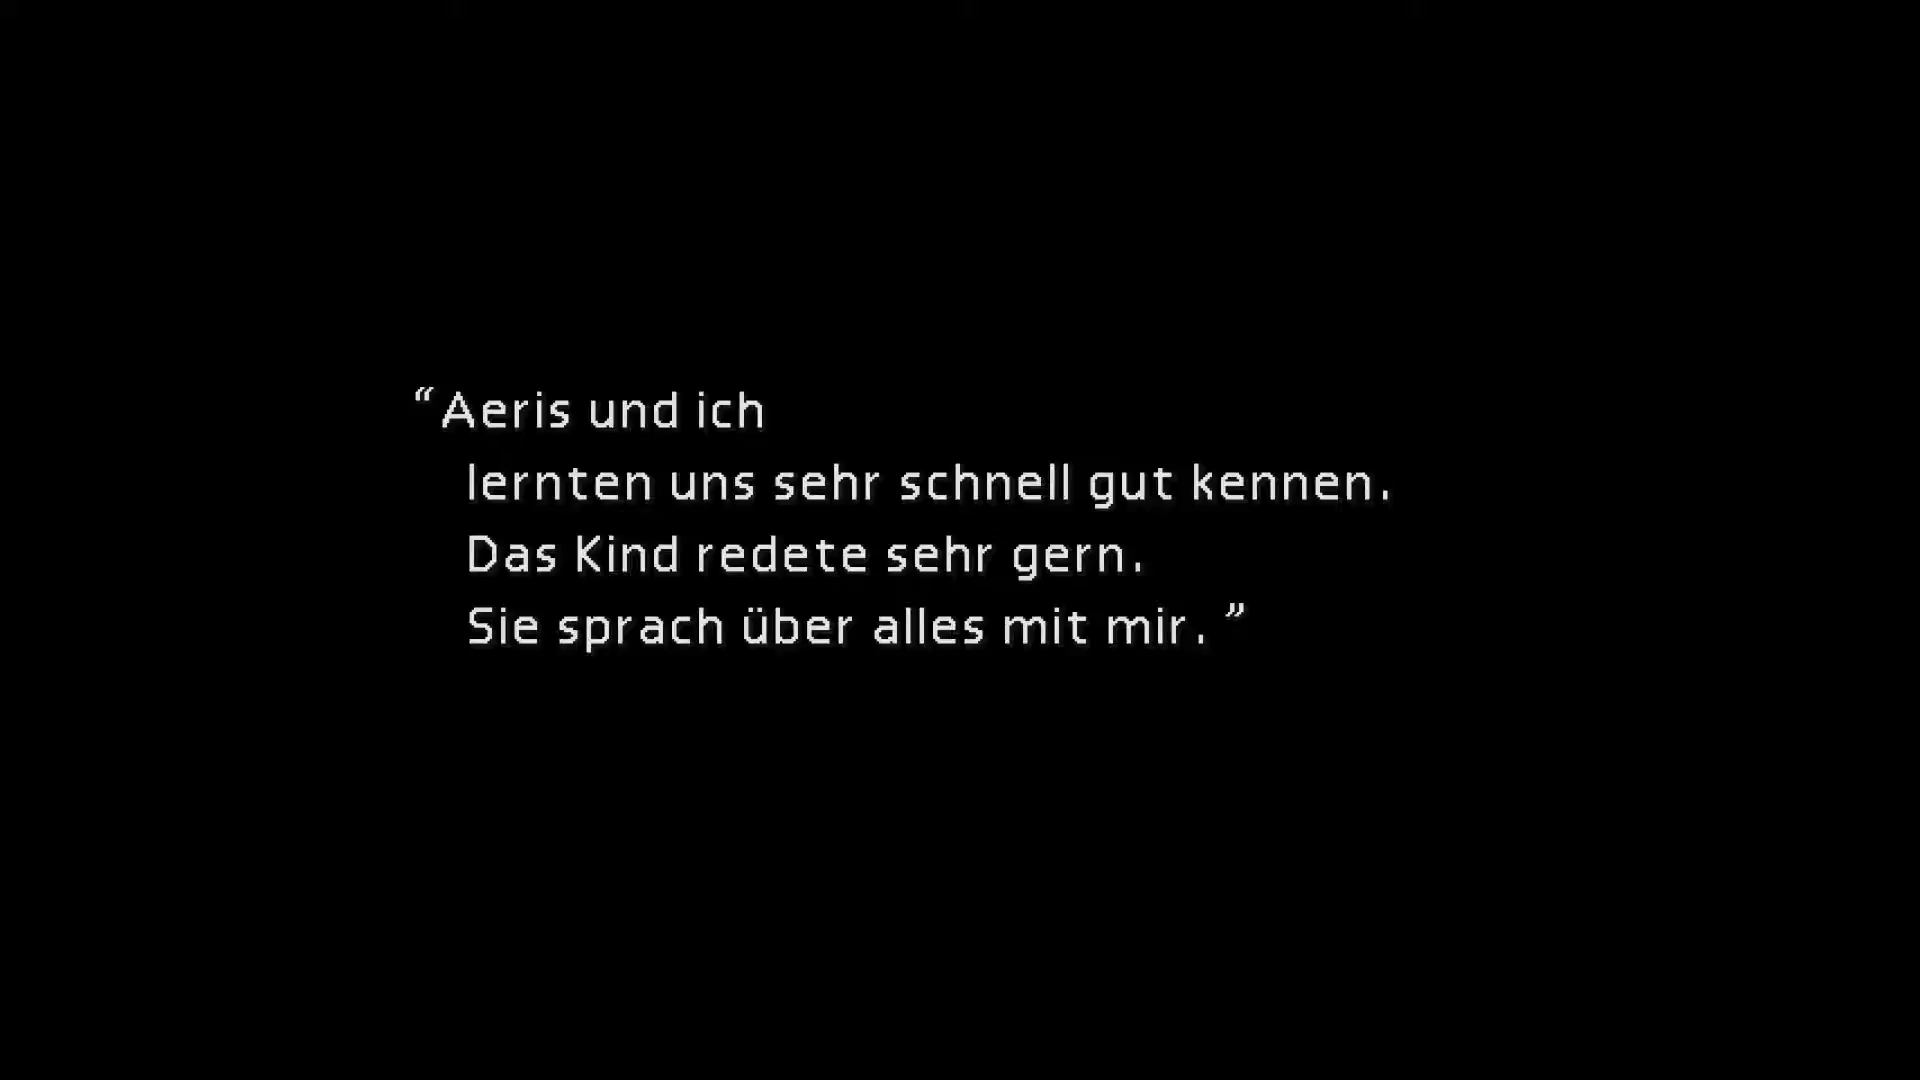 “Aeris und ich
lernten uns sehr schnell gut kennen.
Das Kind redete sehr gern.
Sie sprach über alles mit mir. ”